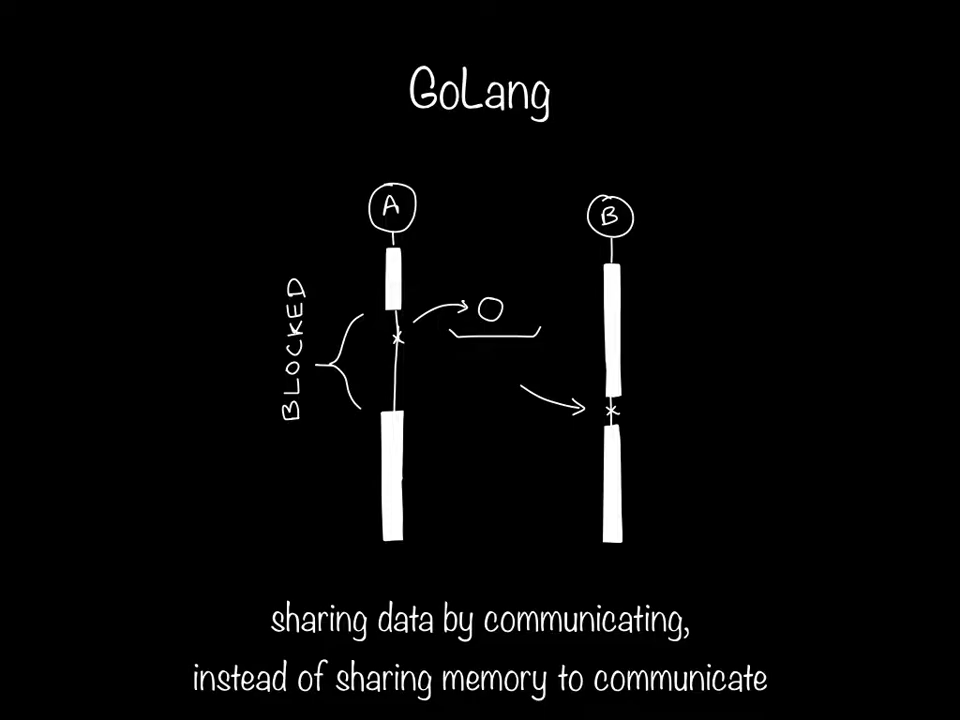 GoLang
A
B
BLOCKED
sharing data by communicating,
instead of sharing memory to communicate